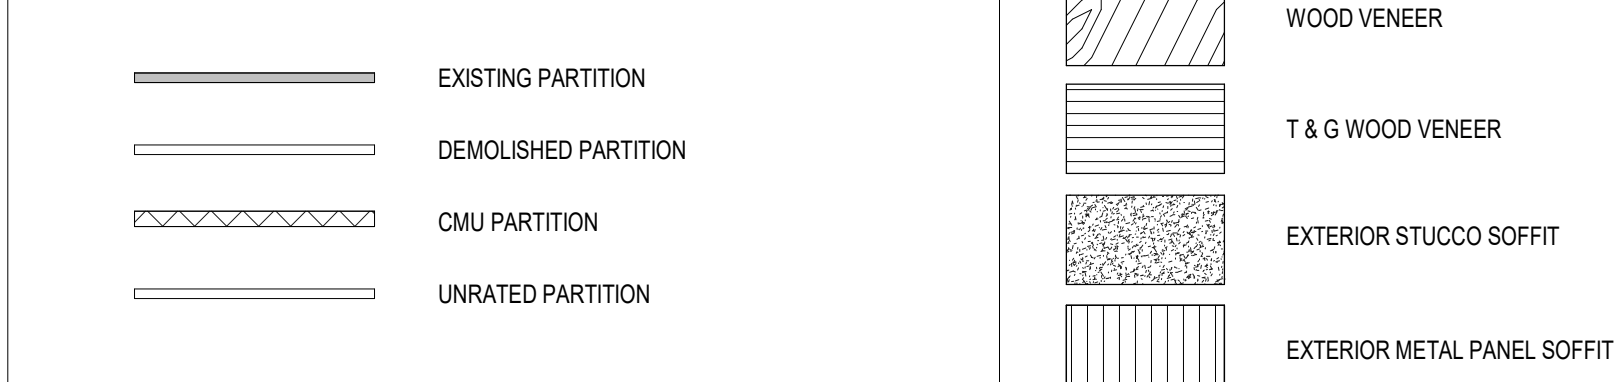 EXISTING PARTITION
DEMOLISHED PARTITION
CMU PARTITION
UNRATED PARTITION
WOOD VENEER
T & G WOOD VENEER
EXTERIOR STUCCO SOFFIT
EXTERIOR METAL PANEL SOFFIT